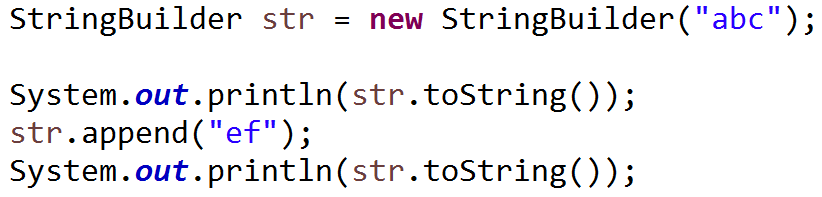 StringBuilder str = new StringBuilder("abc");
System.out.println(str.toString());
str.append("ef");
System.out.println(str.toString());